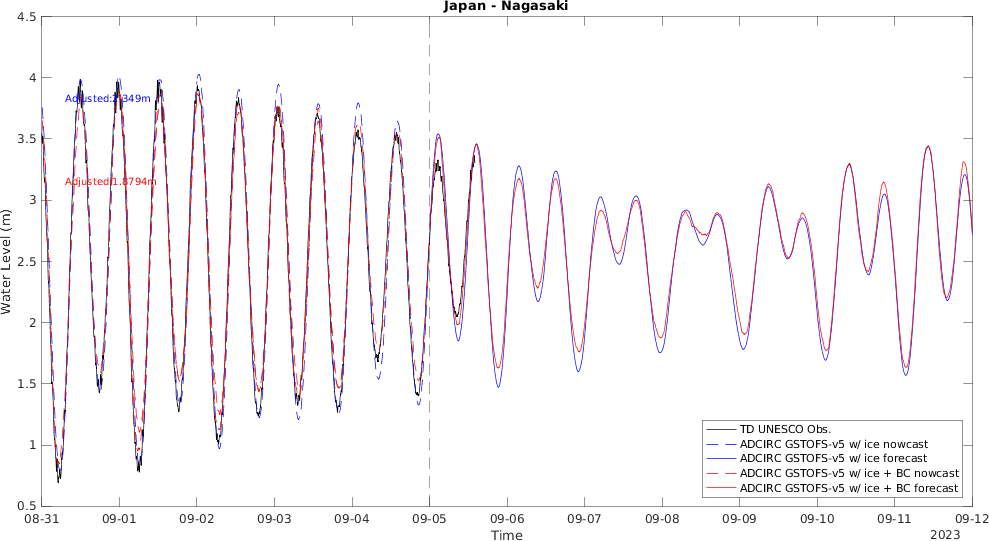 Japan - Nagasaki
4.5
4
3.5
3
2.5
2
1.5
1
0.5
Water Level (m)
Adjusted:2.349m
Adjusted:1.8794m
TD UNESCO Obs.
ADCIRC GSTOFS-v5 w/ ice nowcast
ADCIRC GSTOFS-v5 w/ ice forecast
ADCIRC GSTOFS-v5 w/ ice + BC nowcast
ADCIRC GSTOFS-v5 w/ ice + BC forecast
08-31 09-01 09-02 09-03 09-04 09-05 09-06 09-07 09-08 09-09 09-10 09-11 09-12
Time
2023